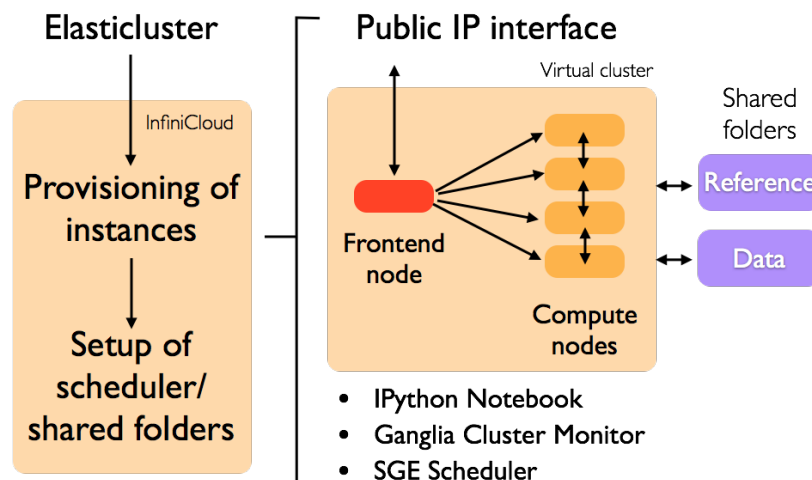 Elasticluster
InfiniCloud
Provisioning of
instances
Setup of
scheduler/
shared folders
Public IP interface
Virtual cluster
Frontend
node
Compute
nodes
Shared
folders
Reference
Data
• IPython Notebook
• Ganglia Cluster Monitor
• SGE Scheduler